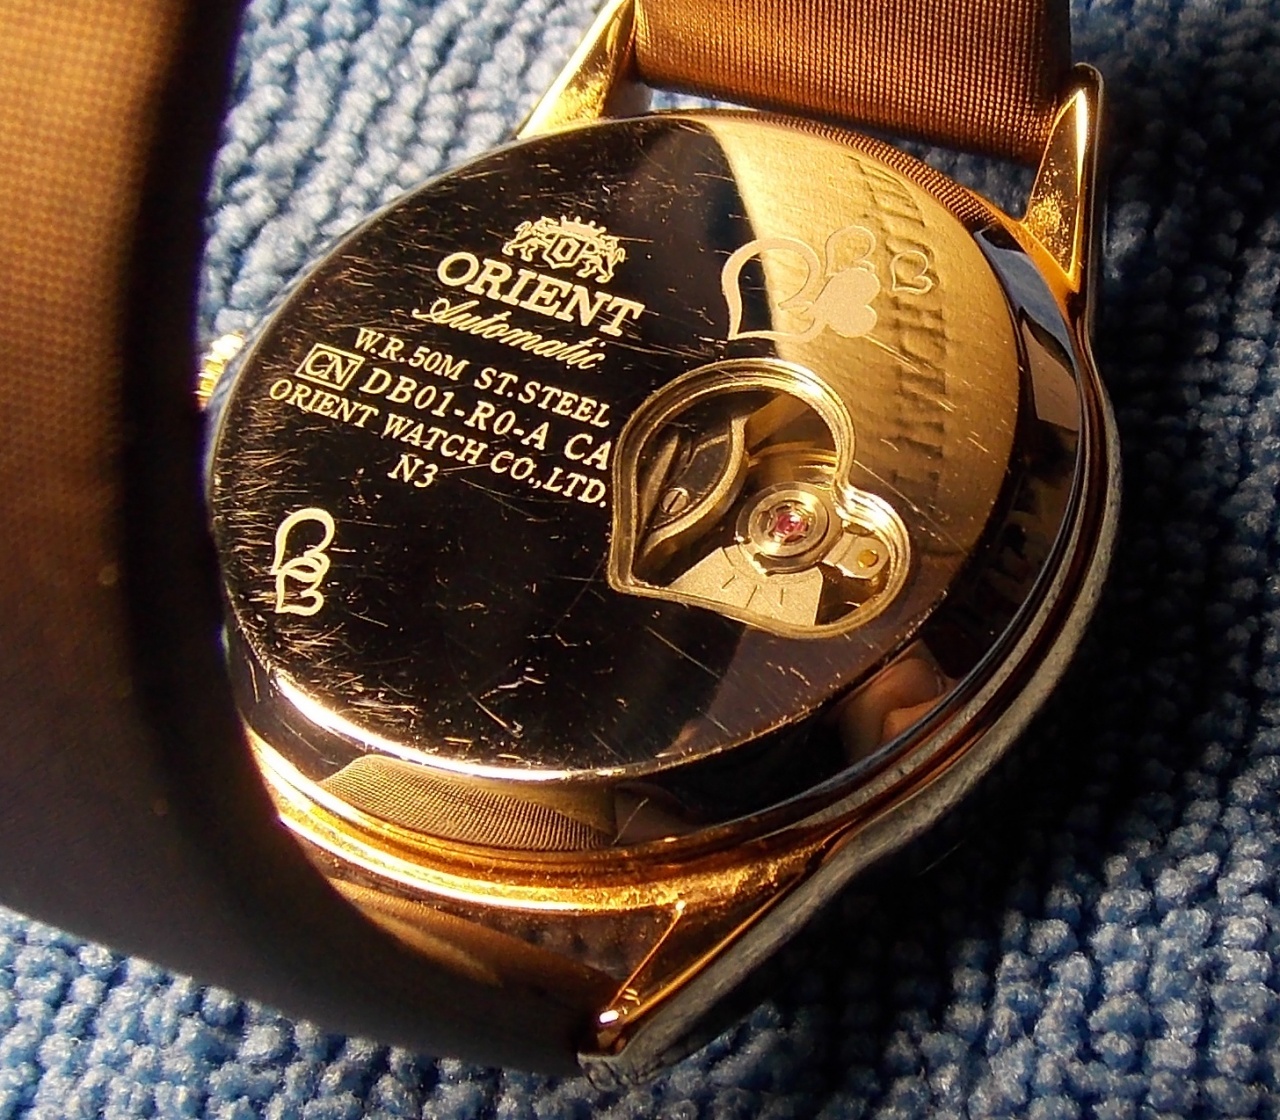 ORIENT
Automatic
W.R.50M ST.STEEL
CN DB01-R0-A CA
ORIENT WATCH CO.,LTD.
N3